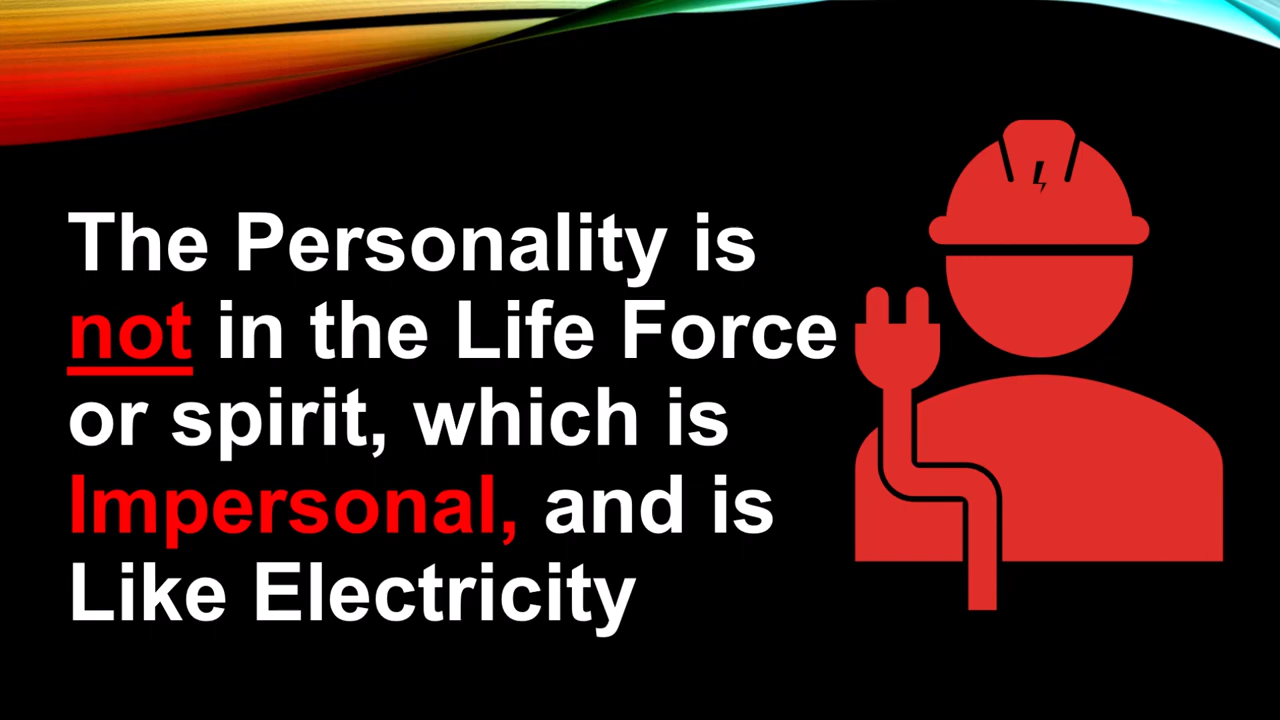 The Personality is
not in the Life Force
or spirit, which is
Impersonal, and is
Like Electricity